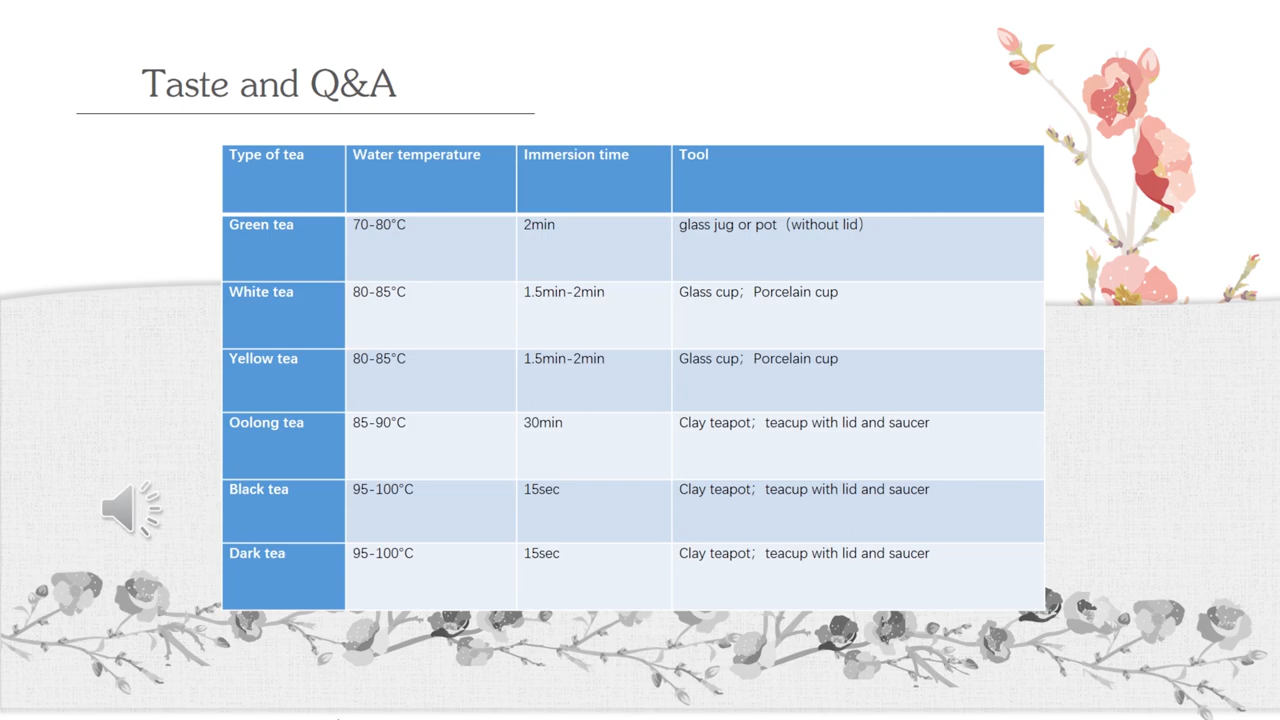 Taste and Q&A
Type of tea Water temperature Immersion time Tool
Green tea 70-80°C 2min glass jug or pot（without lid）
White tea 80-85°C 1.5min-2min Glass cup；Porcelain cup
Yellow tea 80-85°C 1.5min-2min Glass cup；Porcelain cup
Oolong tea 85-90°C 30min Clay teapot；teacup with lid and saucer
Black tea 95-100°C 15sec Clay teapot；teacup with lid and saucer
Dark tea 95-100°C 15sec Clay teapot；teacup with lid and saucer